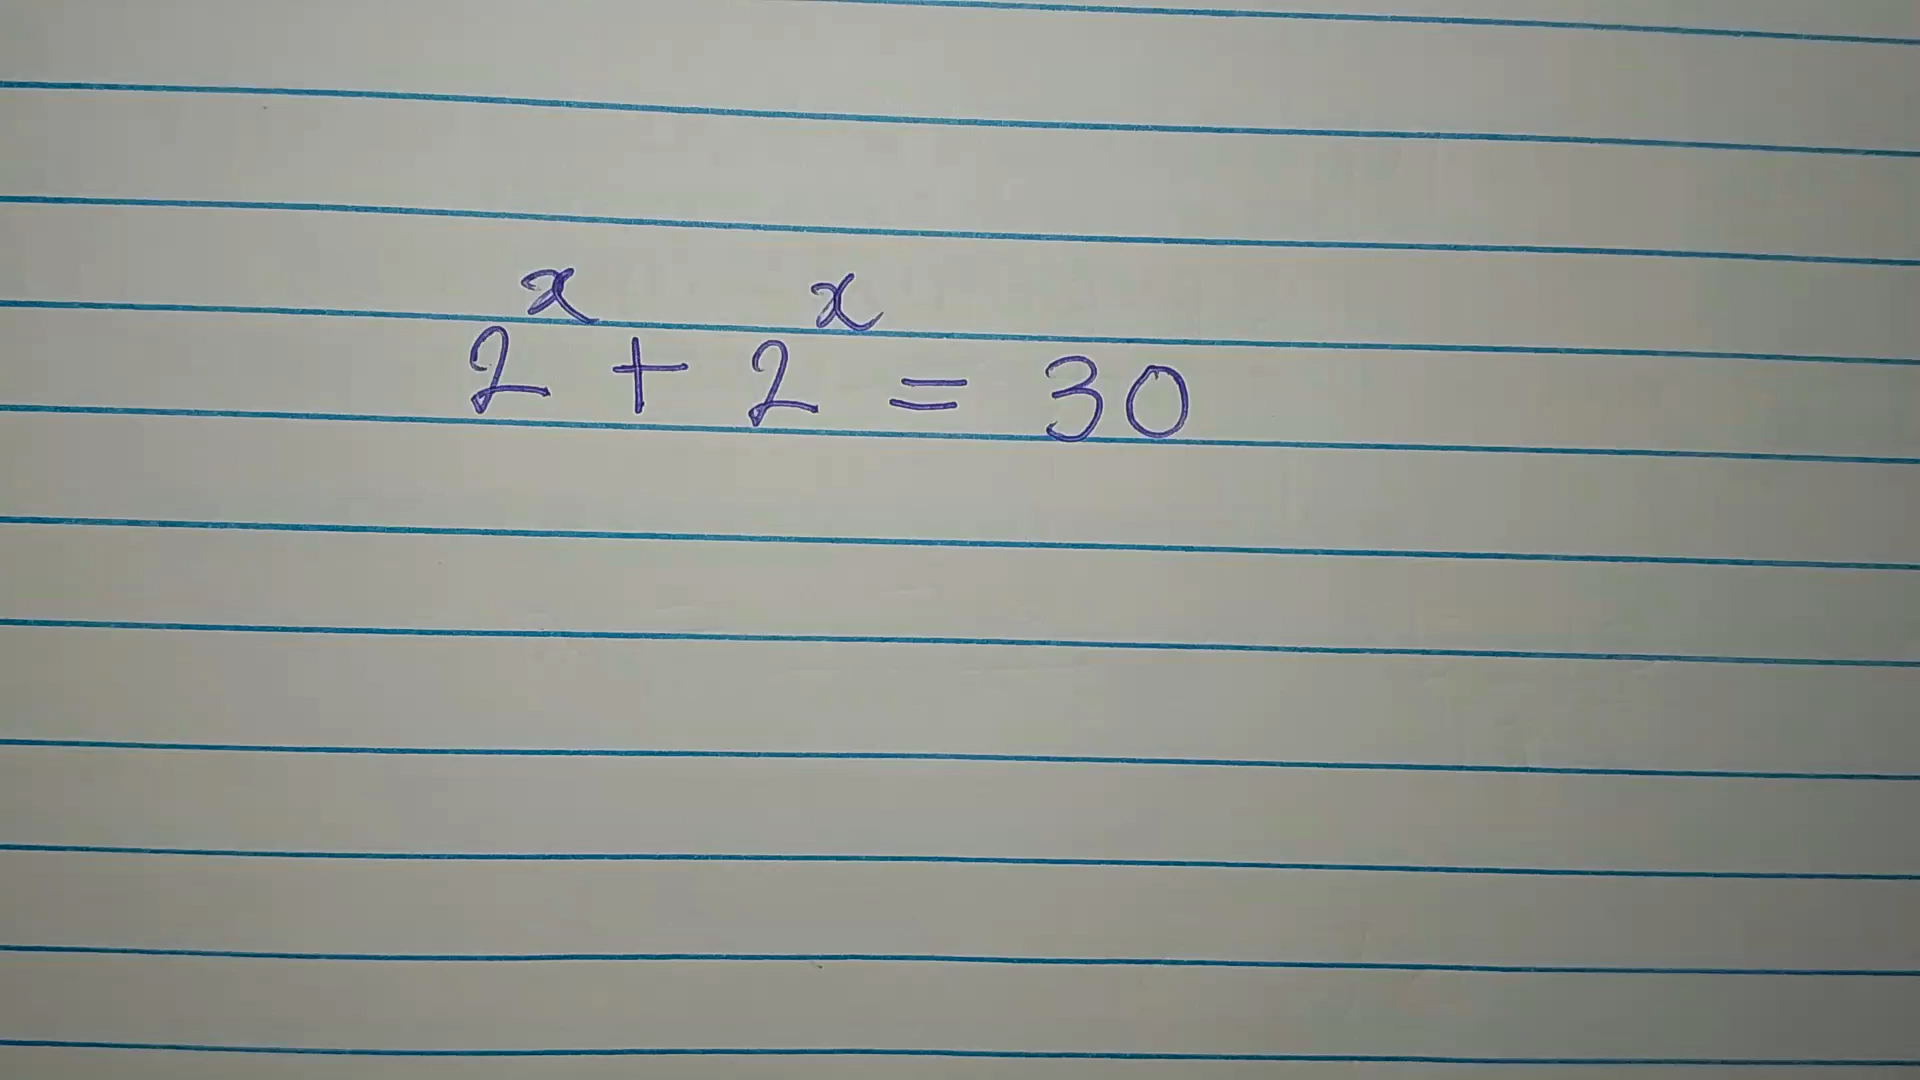 2^x + 2^x = 30